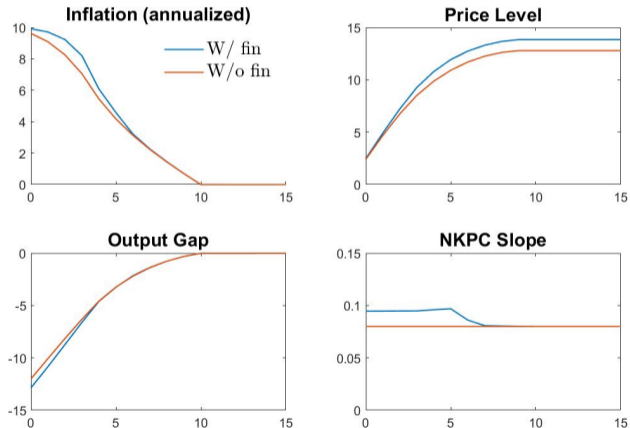 Inflation (annualized)
10
8
6
4
2
0
0 5 10 15
W/ fin
W/o fin
Price Level
15
10
5
0
0 5 10 15
Output Gap
0
-5
-10
-15
0 5 10 15
NKPC Slope
0.15
0.1
0.05
0
0 5 10 15